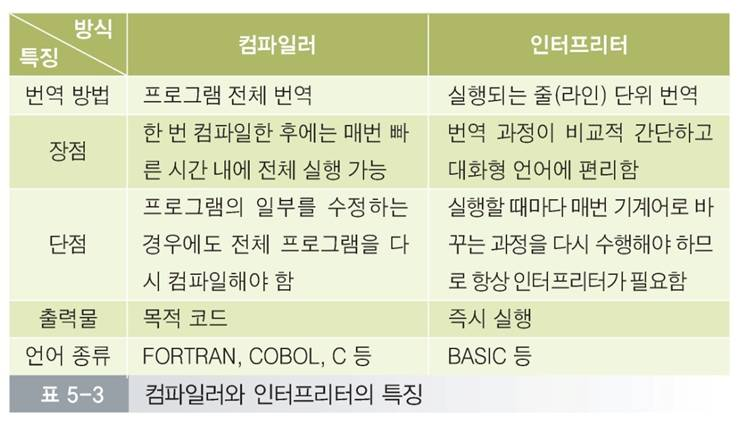 방식
특징
컴파일러
인터프리터
번역 방법
프로그램 전체 번역
실행되는 줄(라인) 단위 번역
장점
한 번 컴파일한 후에는 매번 빠
른 시간 내에 전체 실행 가능
번역 과정이 비교적 간단하고
대화형 언어에 편리함
단점
프로그램의 일부를 수정하는
경우에도 전체 프로그램을 다
시 컴파일해야 함
실행할 때마다 매번 기계어로 바
꾸는 과정을 다시 수행해야 하므
로 항상 인터프리터가 필요함
출력물
목적 코드
즉시 실행
언어 종류
FORTRAN, COBOL, C 등
BASIC 등
표 5-3
컴파일러와 인터프리터의 특징